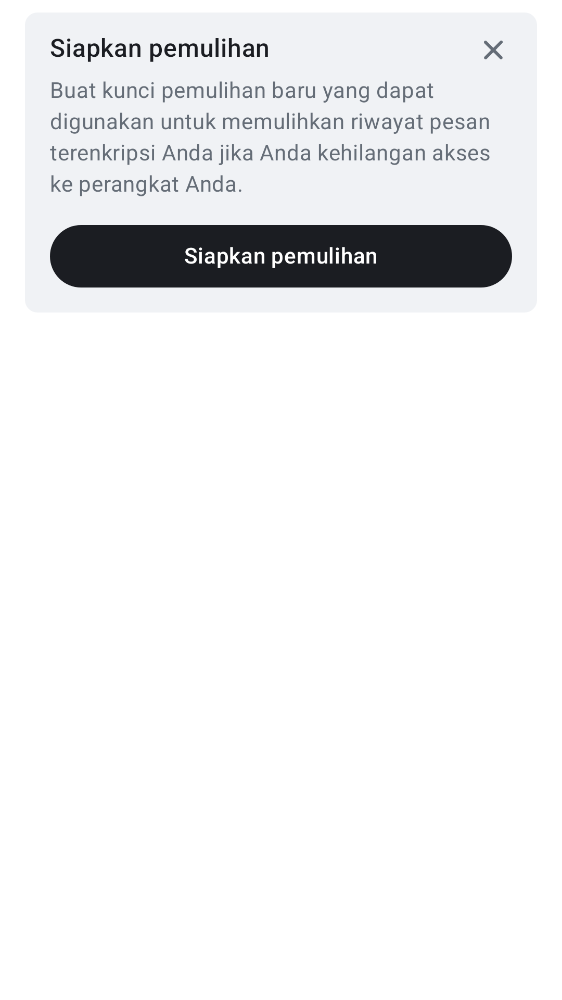 Siapkan pemulihan
Buat kunci pemulihan baru yang dapat
digunakan untuk memulihkan riwayat pesan
terenkripsi Anda jika Anda kehilangan akses
ke perangkat Anda.
Siapkan pemulihan